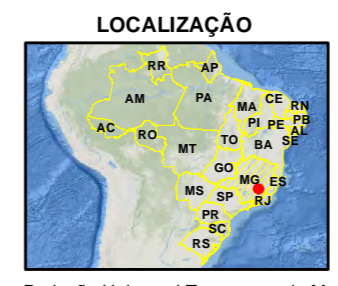 LOCALIZAÇÃO
RR AP
AM PA MA CE RN
PB
AC RO PI PE AL
TO SE
MT BA
GO
MG ES
MS SP RJ
PR
SC
RS